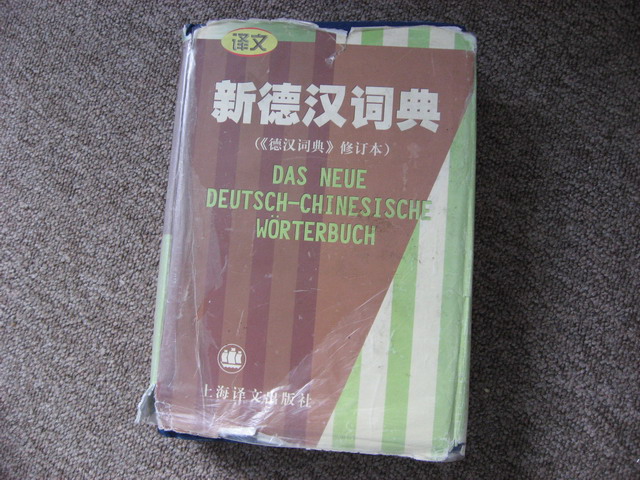 译文
新德汉词典
(《德汉词典》修订本)
DAS NEUE
DEUTSCH-CHINESISCHE
WÖRTERBUCH
上海译文出版社